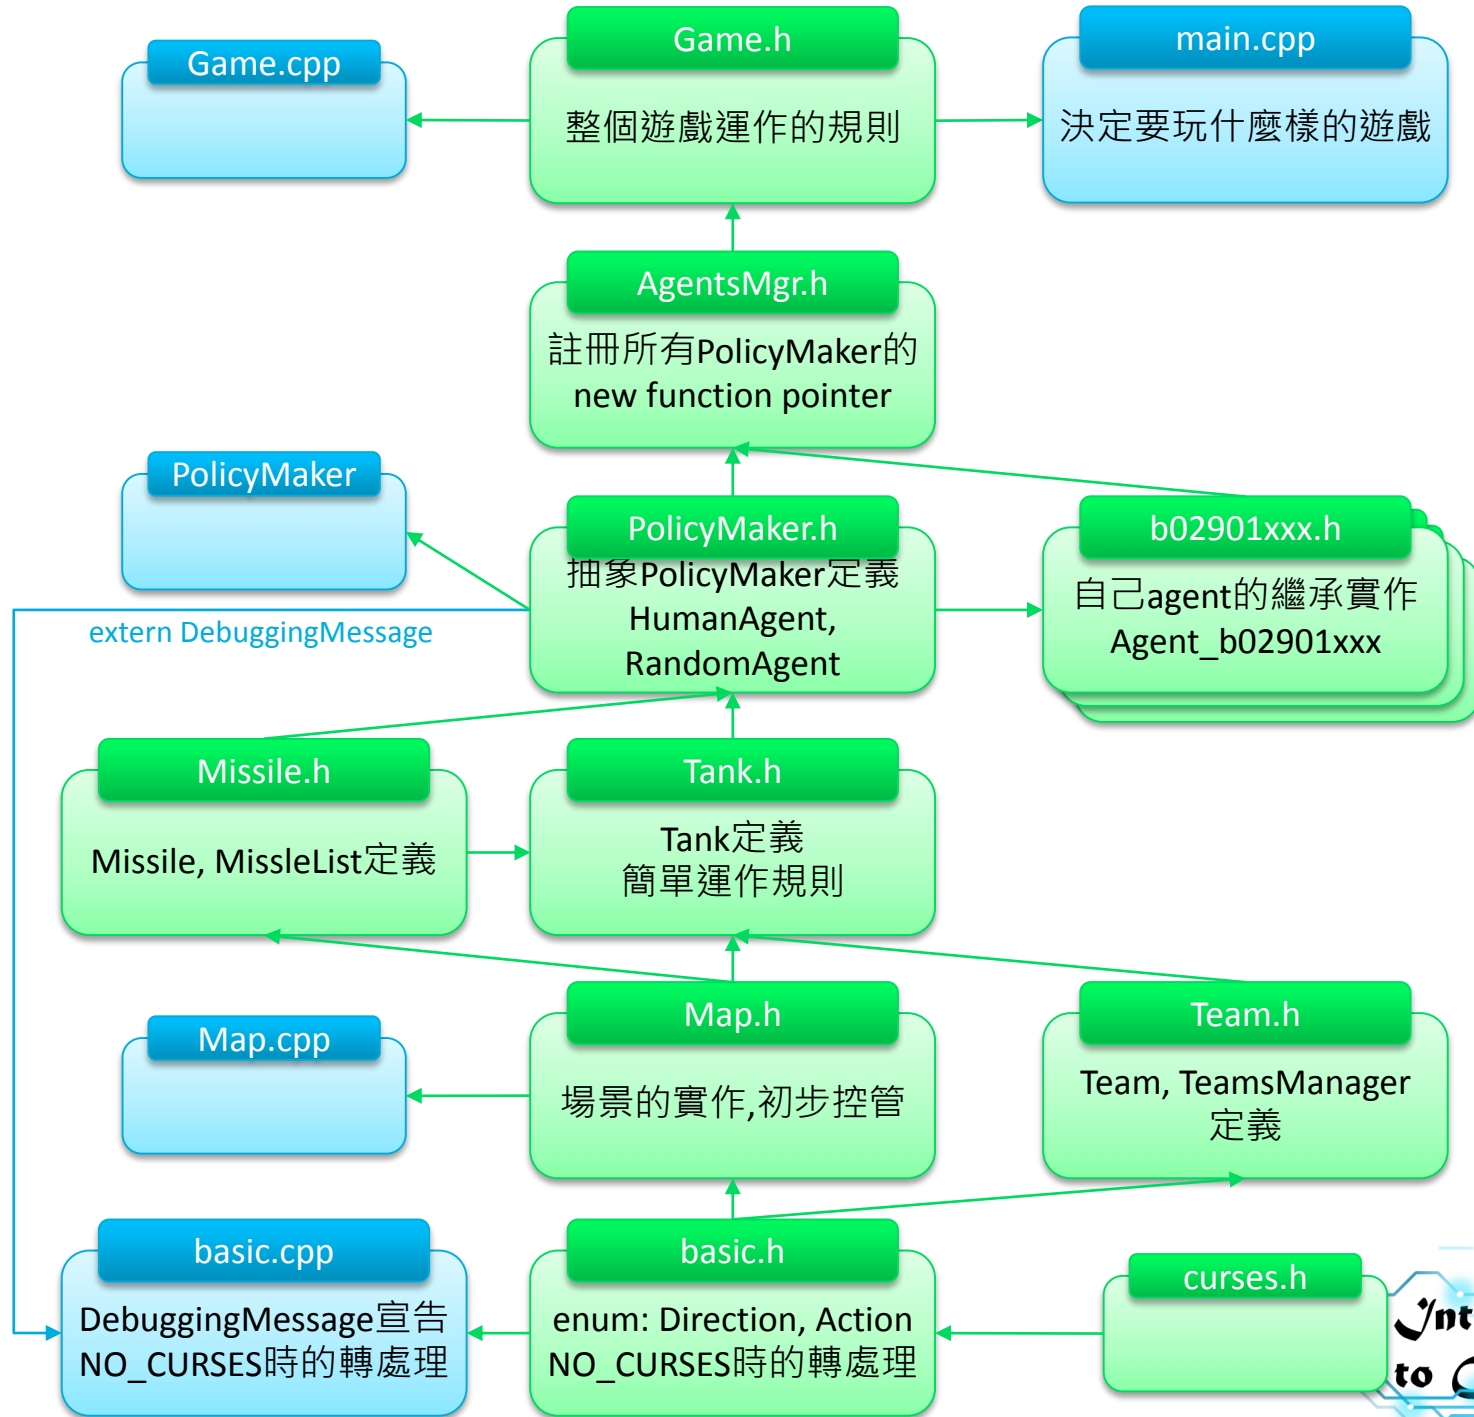 Game.cpp
Game.h
整個遊戲運作的規則
main.cpp
決定要玩什麼樣的遊戲
AgentsMgr.h
註冊所有PolicyMaker的
new function pointer
PolicyMaker
PolicyMaker.h
抽象PolicyMaker定義
HumanAgent,
RandomAgent
b02901xxx.h
自己agent的繼承實作
Agent_b02901xxx
extern DebuggingMessage
Missile.h
Missile, MissleList定義
Tank.h
Tank定義
簡單運作規則
Map.cpp
Map.h
場景的實作,初步控管
Team.h
Team, TeamsManager
定義
basic.cpp
DebuggingMessage宣告
NO_CURSES時的轉處理
basic.h
enum: Direction, Action
NO_CURSES時的轉處理
curses.h
Int
to